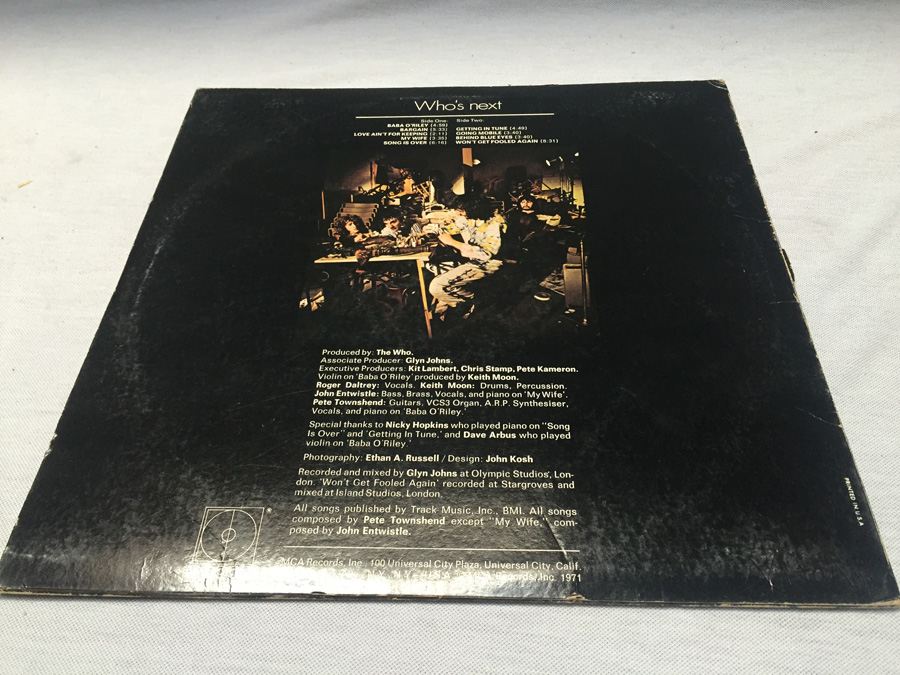 Who's next
Side One:
BABA O'RILEY (4:59)
BARGAIN (5:33)
LOVE AIN'T FOR KEEPING (2:11)
MY WIFE (3:35)
SONG IS OVER (6:16)
Side Two:
GETTING IN TUNE (4:49)
GOING MOBILE (3:40)
BEHIND BLUE EYES (3:40)
WON'T GET FOOLED AGAIN (8:31)
Produced by: The Who.
Associate Producer: Glyn Johns.
Executive Producers: Kit Lambert, Chris Stamp, Pete Kameron.
Violin on 'Baba O'Riley' produced by Keith Moon.
Roger Daltrey: Vocals. Keith Moon: Drums, Percussion.
John Entwistle: Bass, Brass, Vocals, and piano on 'My Wife'.
Pete Townshend: Guitars, VCS3 Organ, A.R.P. Synthesiser,
Vocals, and piano on 'Baba O'Riley.'
Special thanks to Nicky Hopkins who played piano on "Song
Is Over" and 'Getting In Tune,' and Dave Arbus who played
violin on 'Baba O'Riley.'
Photography: Ethan A. Russell / Design: John Kosh
Recorded and mixed by Glyn Johns at Olympic Studios', Lon-
don. 'Won't Get Fooled Again' recorded at Stargroves and
mixed at Island Studios, London.
All songs published by Track Music, Inc., BMI. All songs
composed by Pete Townshend except "My Wife," com-
posed by John Entwistle.
MCA Records, Inc., 100 Universal City Plaza, Universal City, Calif.
N.Y., N.Y. U.S.A. Records, Inc. 1971
PRINTED IN U.S.A.